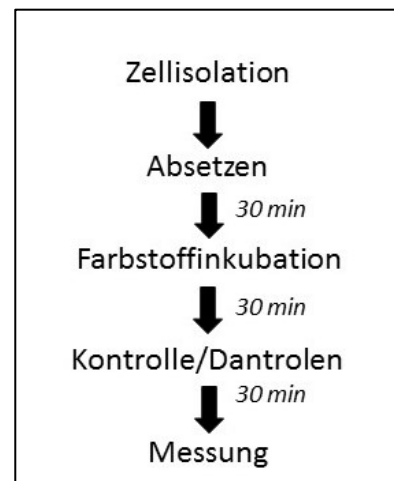 Zellisolation
Absetzen
30 min
Farbstoffinkubation
30 min
Kontrolle/Dantrolen
30 min
Messung